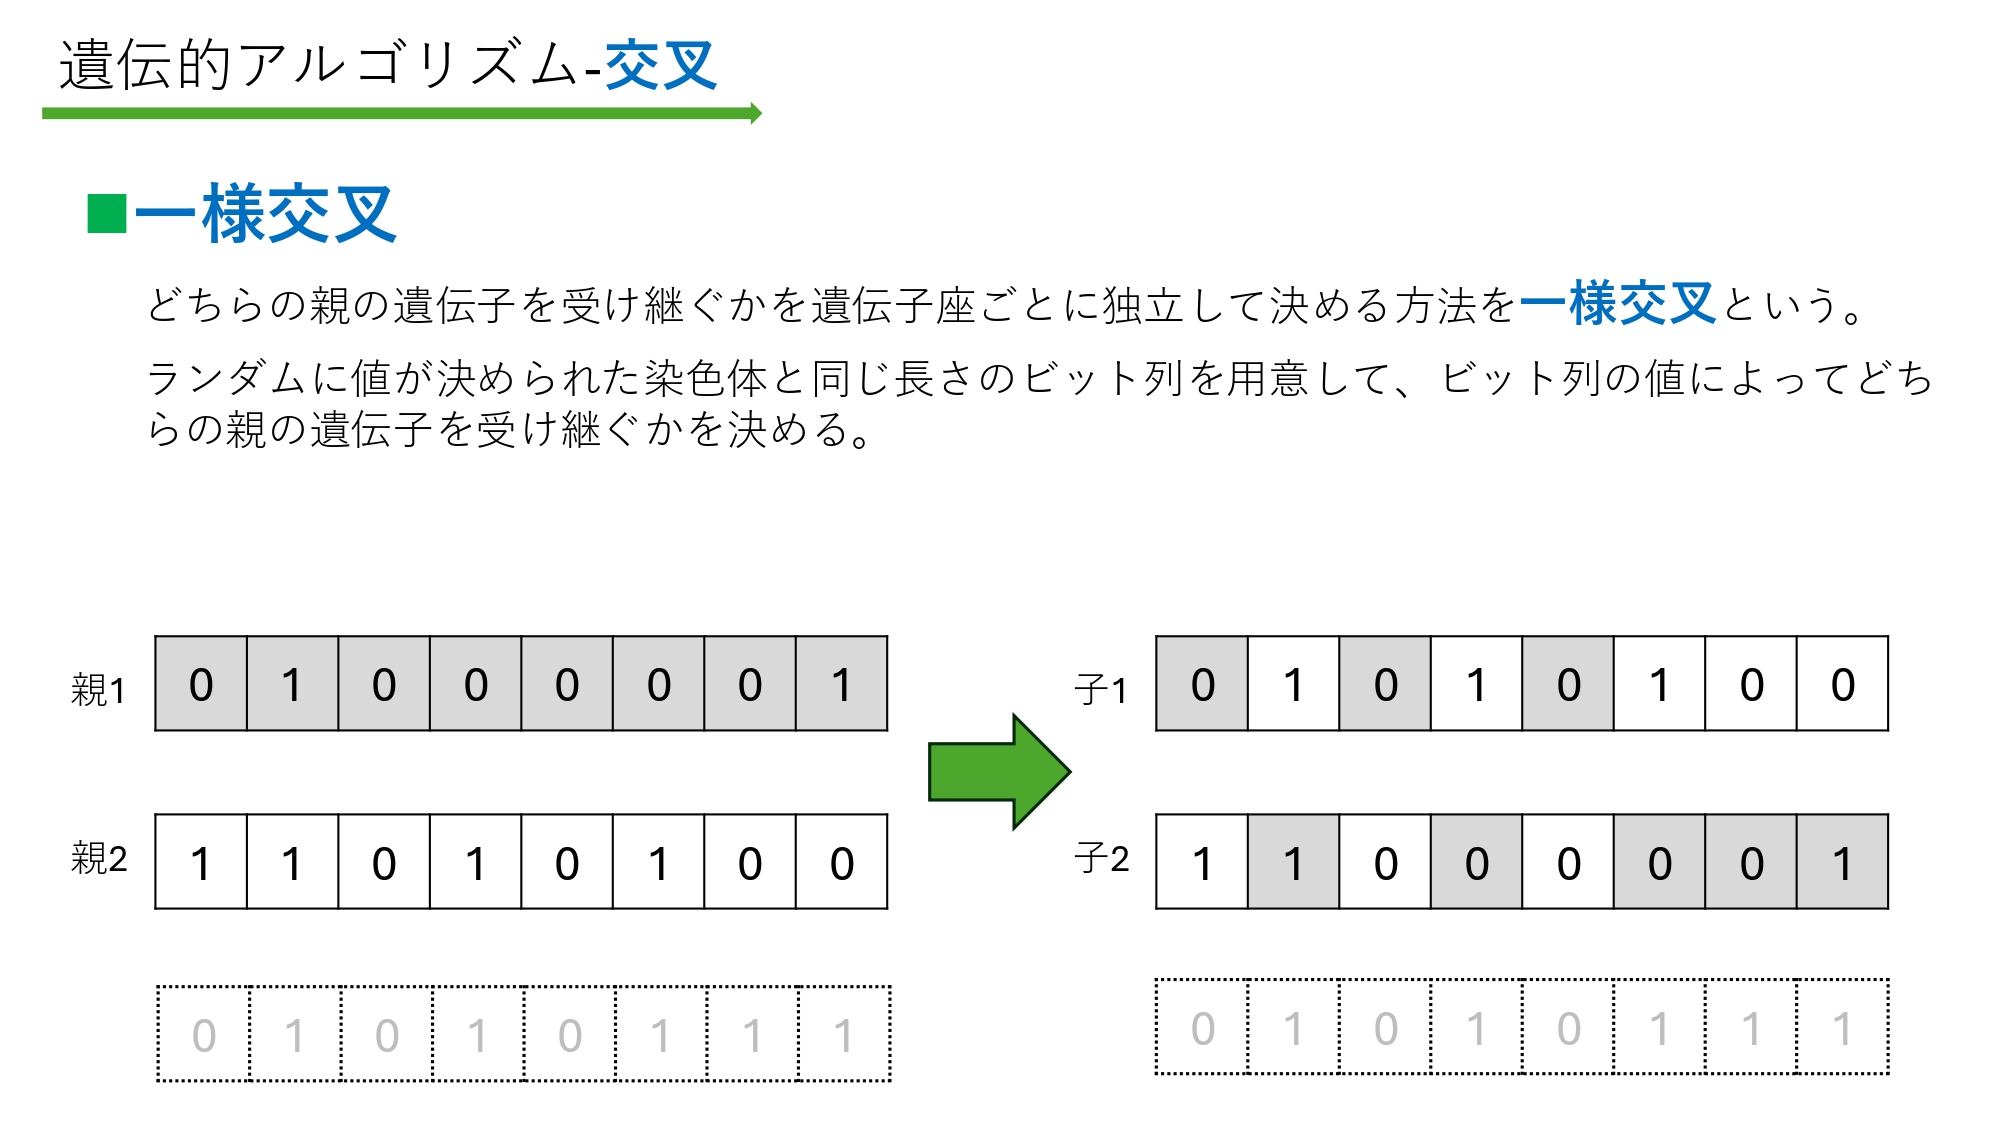 遺伝的アルゴリズム-交叉
■一様交叉
どちらの親の遺伝子を受け継ぐかを遺伝子座ごとに独立して決める方法を一様交叉という。
ランダムに値が決められた染色体と同じ長さのビット列を用意して、ビット列の値によってどち
らの親の遺伝子を受け継ぐかを決める。
親1 0 1 0 0 0 0 0 1
親2 1 1 0 1 0 1 0 0
0 1 0 1 0 1 1 1
子1 0 1 0 1 0 1 0 0
子2 1 1 0 0 0 0 0 1
0 1 0 1 0 1 1 1